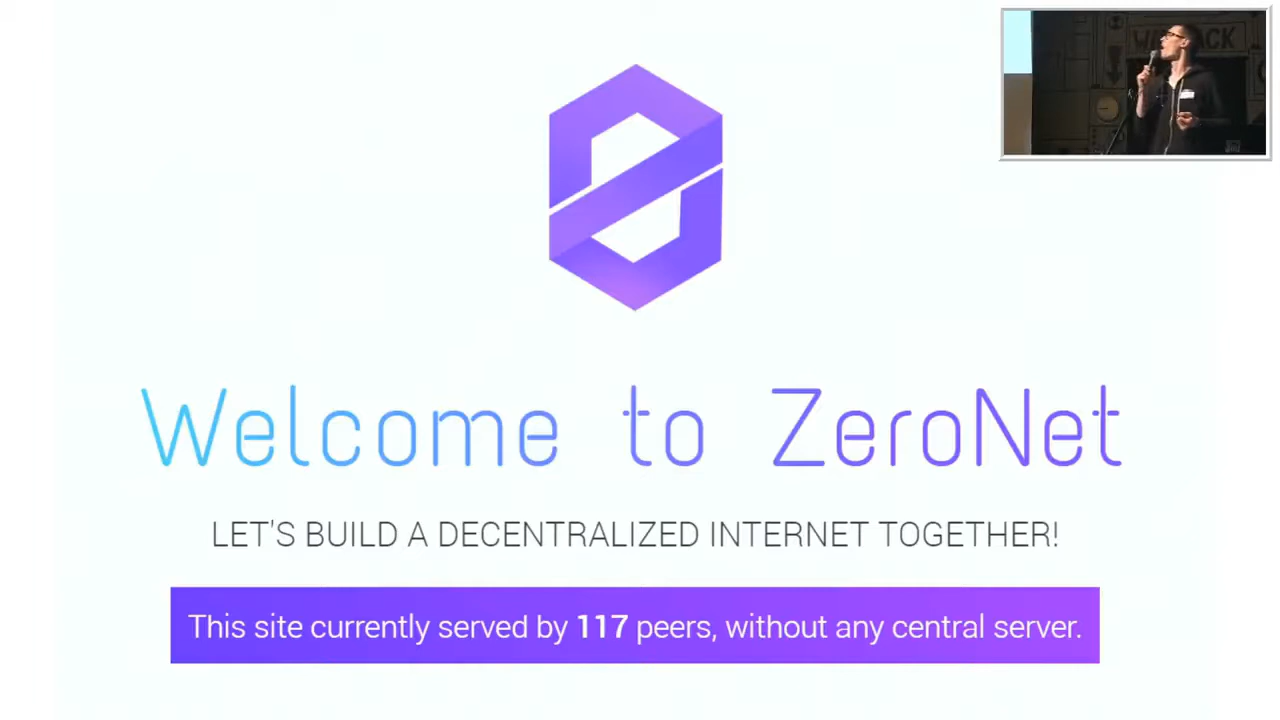 Welcome to ZeroNet
LET'S BUILD A DECENTRALIZED INTERNET TOGETHER!
This site currently served by 117 peers, without any central server.